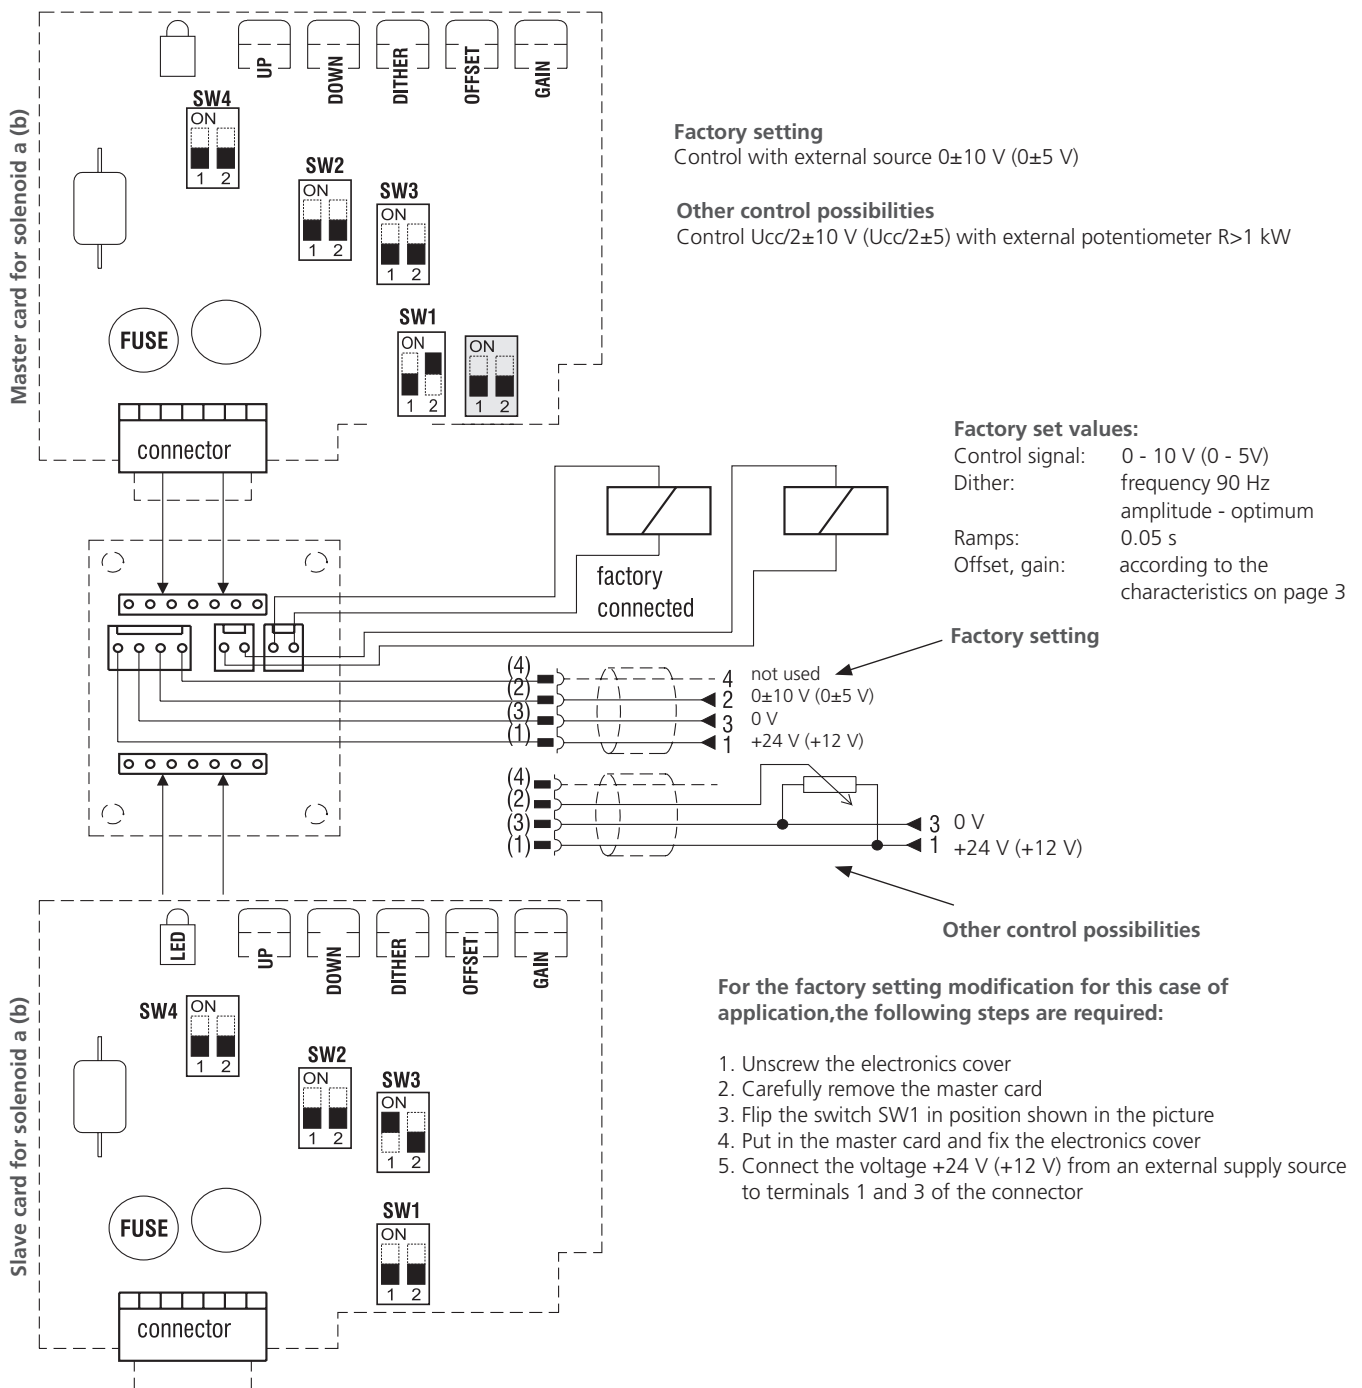 Master card for solenoid a (b)
UP
DOWN
DITHER
OFFSET
GAIN
SW4
ON
1 2
SW2
ON
1 2
SW3
ON
1 2
SW1
ON
1 2
ON
1 2
FUSE
connector
Factory setting
Control with external source 0±10 V (0±5 V)
Other control possibilities
Control Ucc/2±10 V (Ucc/2±5) with external potentiometer R>1 kW
Factory set values:
Control signal: 0 - 10 V (0 - 5V)
Dither: frequency 90 Hz
amplitude - optimum
Ramps: 0.05 s
Offset, gain: according to the
characteristics on page 3
factory
connected
Factory setting
(4) 4 not used
(2) 2 0±10 V (0±5 V)
(3) 3 0 V
(1) 1 +24 V (+12 V)
(4)
(2)
(3) 3 0 V
(1) 1 +24 V (+12 V)
Other control possibilities
For the factory setting modification for this case of
application,the following steps are required:
1. Unscrew the electronics cover
2. Carefully remove the master card
3. Flip the switch SW1 in position shown in the picture
4. Put in the master card and fix the electronics cover
5. Connect the voltage +24 V (+12 V) from an external supply source
to terminals 1 and 3 of the connector
Slave card for solenoid a (b)
LED
UP
DOWN
DITHER
OFFSET
GAIN
SW4
ON
1 2
SW2
ON
1 2
SW3
ON
1 2
SW1
ON
1 2
FUSE
connector